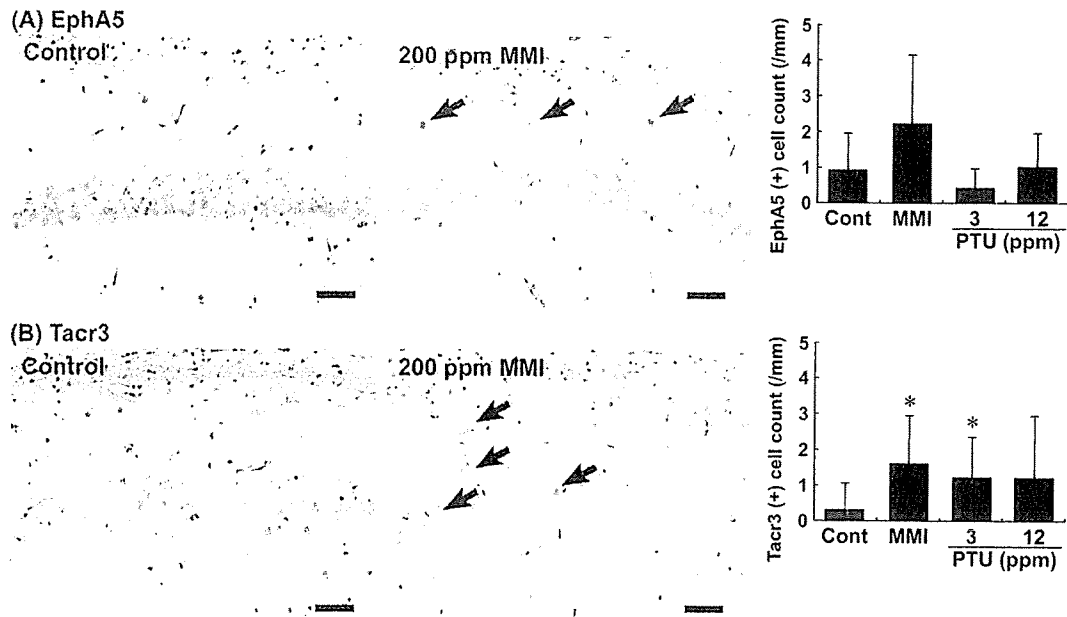 (A) EphA5
Control
200 ppm MMI
EphA5 (+) cell count (/mm)
5
4
3
2
1
0
Cont
MMI
3
12
PTU (ppm)
(B) Tacr3
Control
200 ppm MMI
Tacr3 (+) cell count (/mm)
5
4
3
2
1
0
*
*
Cont
MMI
3
12
PTU (ppm)